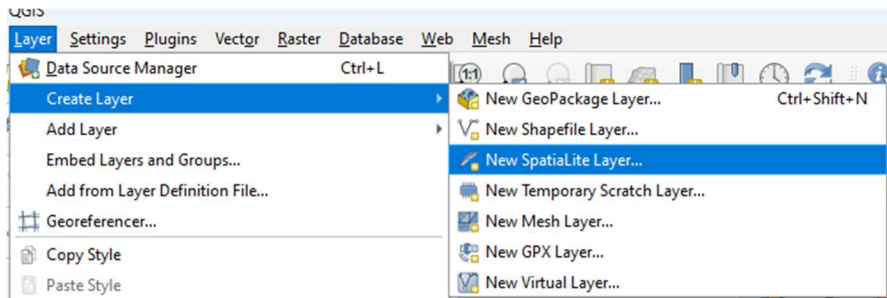 QGIS
Layer Settings Plugins Vector Raster Database Web Mesh Help
Data Source Manager Ctrl+L
Create Layer
Add Layer
Embed Layers and Groups...
Add from Layer Definition File...
Georeferencer...
Copy Style
Paste Style
1:1
New GeoPackage Layer... Ctrl+Shift+N
New Shapefile Layer...
New SpatiaLite Layer...
New Temporary Scratch Layer...
New Mesh Layer...
New GPX Layer...
New Virtual Layer...